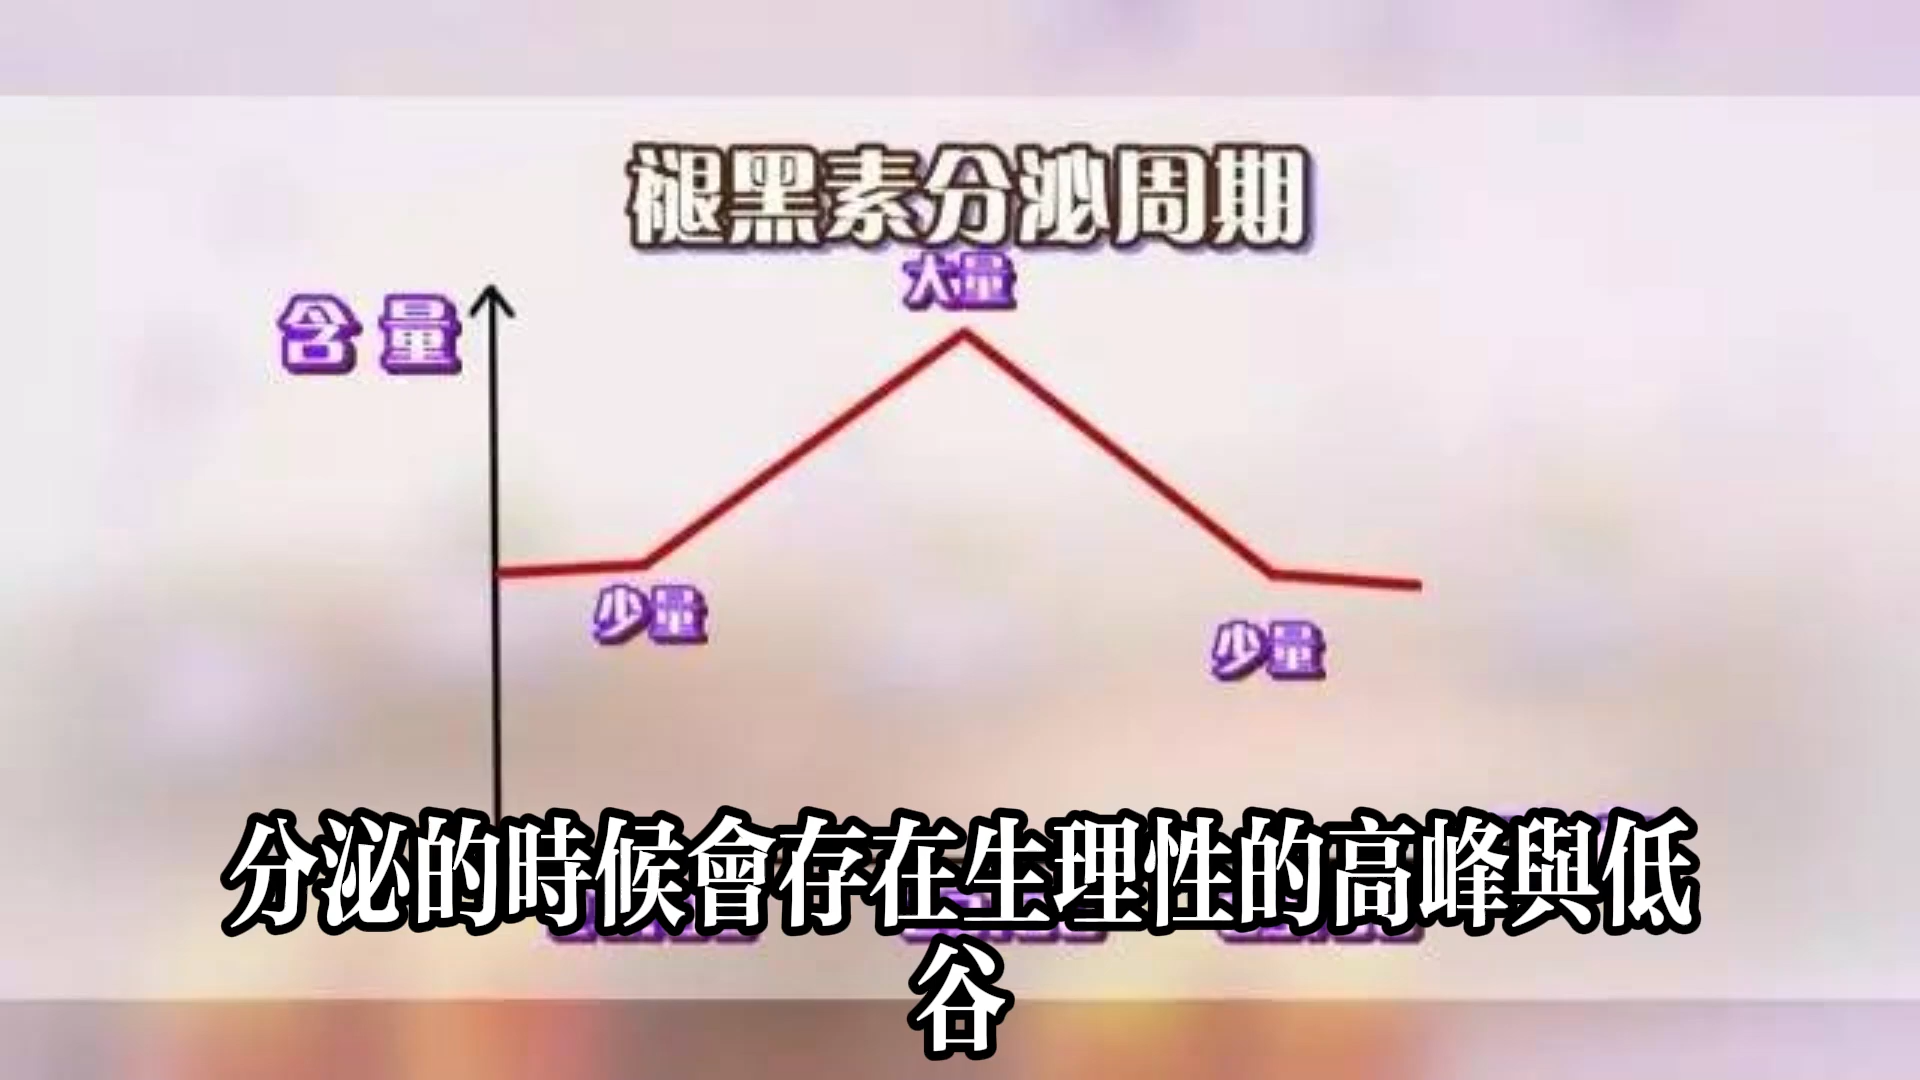 褪黑素分泌周期
大量
含量
少量
少量
分泌的時候會存在生理性的高峰與低
谷